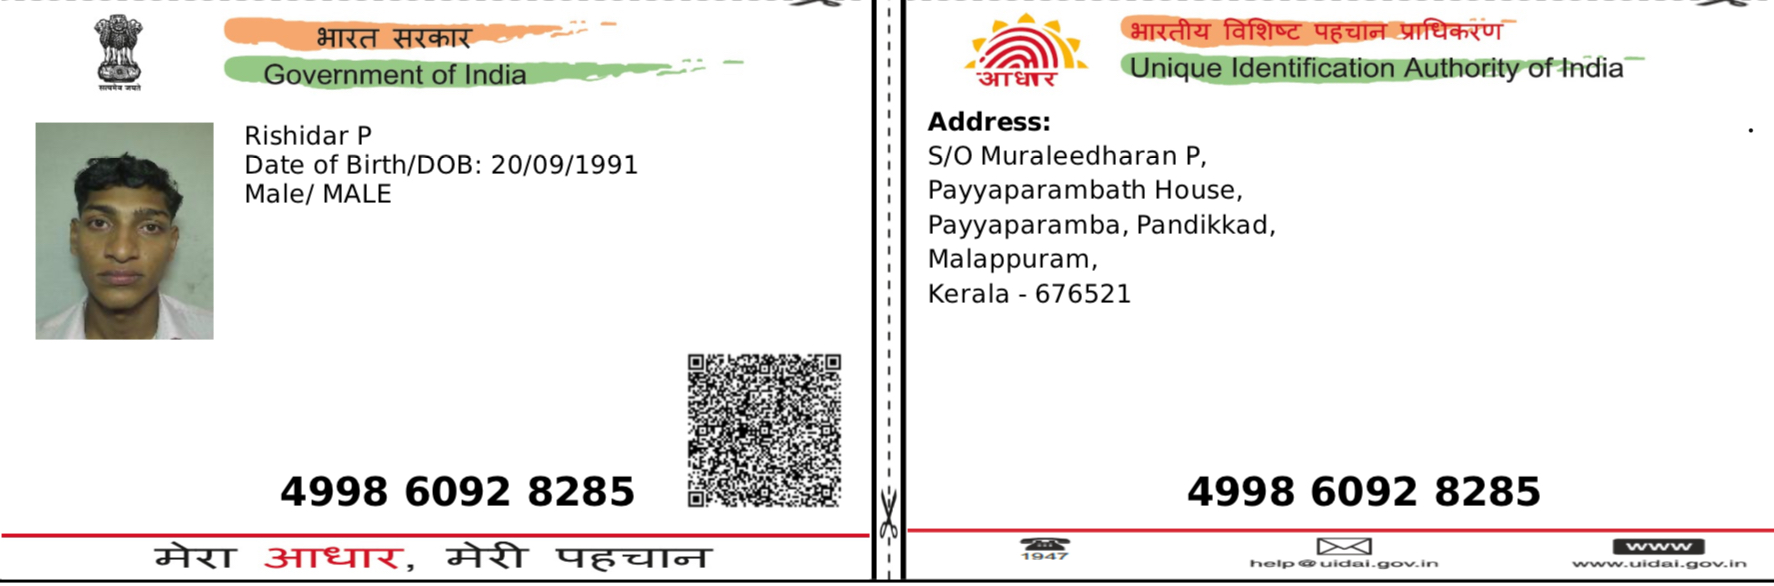 सत्यमेव जयते
भारत सरकार
Government of India
Rishidar P
Date of Birth/DOB: 20/09/1991
Male/ MALE
4998 6092 8285
मेरा आधार, मेरी पहचान
आधार
भारतीय विशिष्ट पहचान प्राधिकरण
Unique Identification Authority of India
Address:
S/O Muraleedharan P,
Payyaparambath House,
Payyaparamba, Pandikkad,
Malappuram,
Kerala - 676521
4998 6092 8285
1947
help@uidai.gov.in
www
www.uidai.gov.in